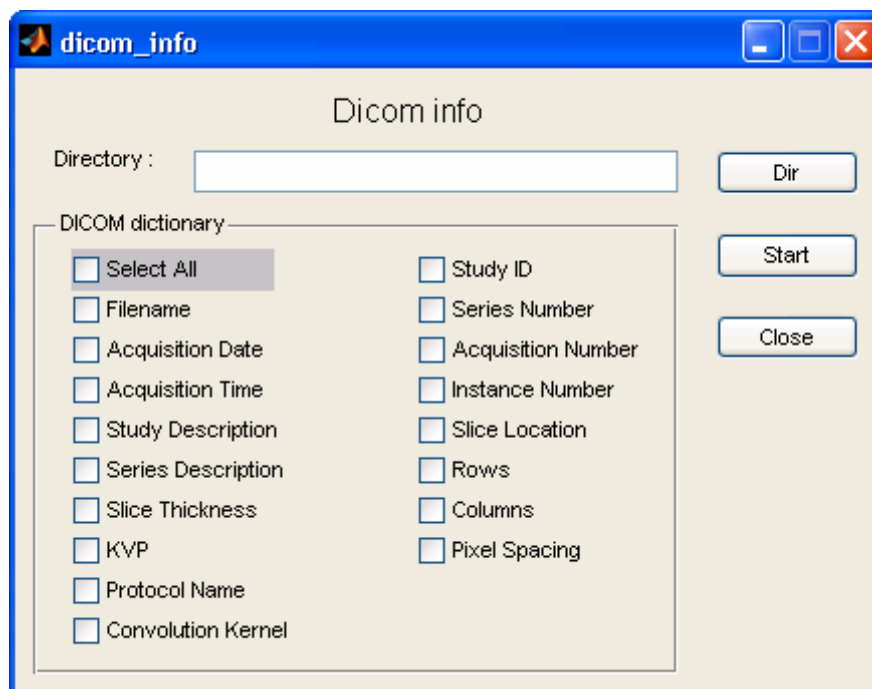 dicom_info
Dicom info
Directory :
Dir
DICOM dictionary
Select All
Filename
Acquisition Date
Acquisition Time
Study Description
Series Description
Slice Thickness
KVP
Protocol Name
Convolution Kernel
Study ID
Series Number
Acquisition Number
Instance Number
Slice Location
Rows
Columns
Pixel Spacing
Start
Close